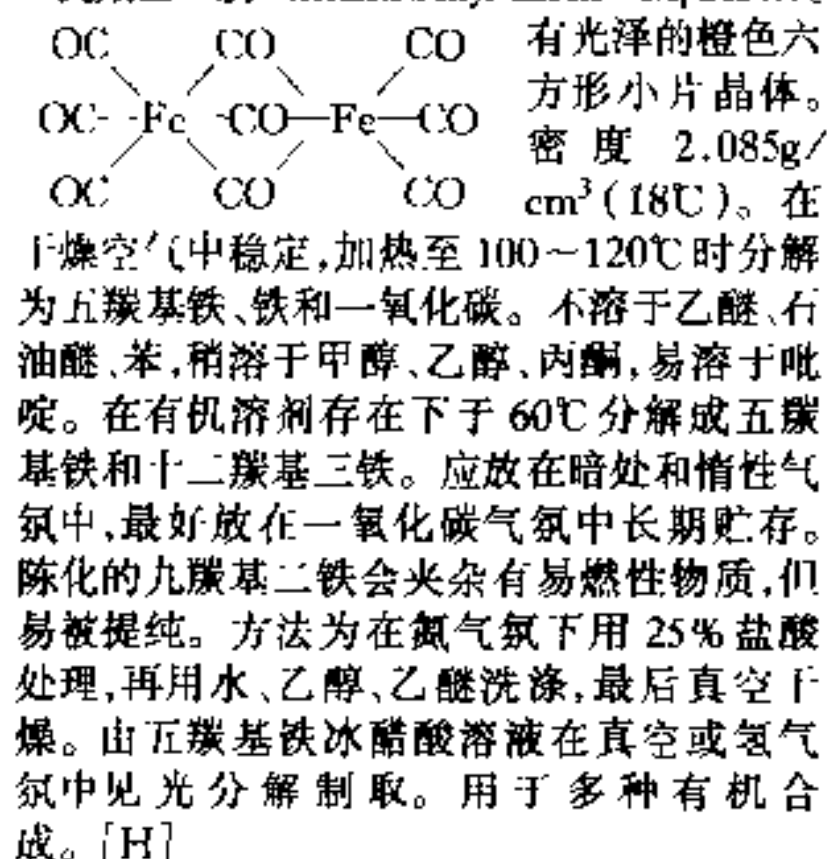 OC CO CO 有光泽的橙色六
方形小片晶体。
OC Fe CO Fe CO
密度 2.085g/
OC CO CO cm³(18℃)。在
干燥空气中稳定,加热至100~120℃时分解
为五羰基铁、铁和一氧化碳。不溶于乙醚、石
油醚、苯,稍溶于甲醇、乙醇、丙酮,易溶于吡
啶。在有机溶剂存在下于60℃分解成五羰
基铁和十二羰基三铁。应放在暗处和惰性气
氛中,最好放在一氧化碳气氛中长期贮存。
陈化的九羰基二铁会夹杂有易燃性物质,但
易被提纯。方法为在氮气氛下用25%盐酸
处理,再用水、乙醇、乙醚洗涤,最后真空干
燥。由五羰基铁冰醋酸溶液在真空或氢气
氛中见光分解制取。用于多种有机合
成。[H]